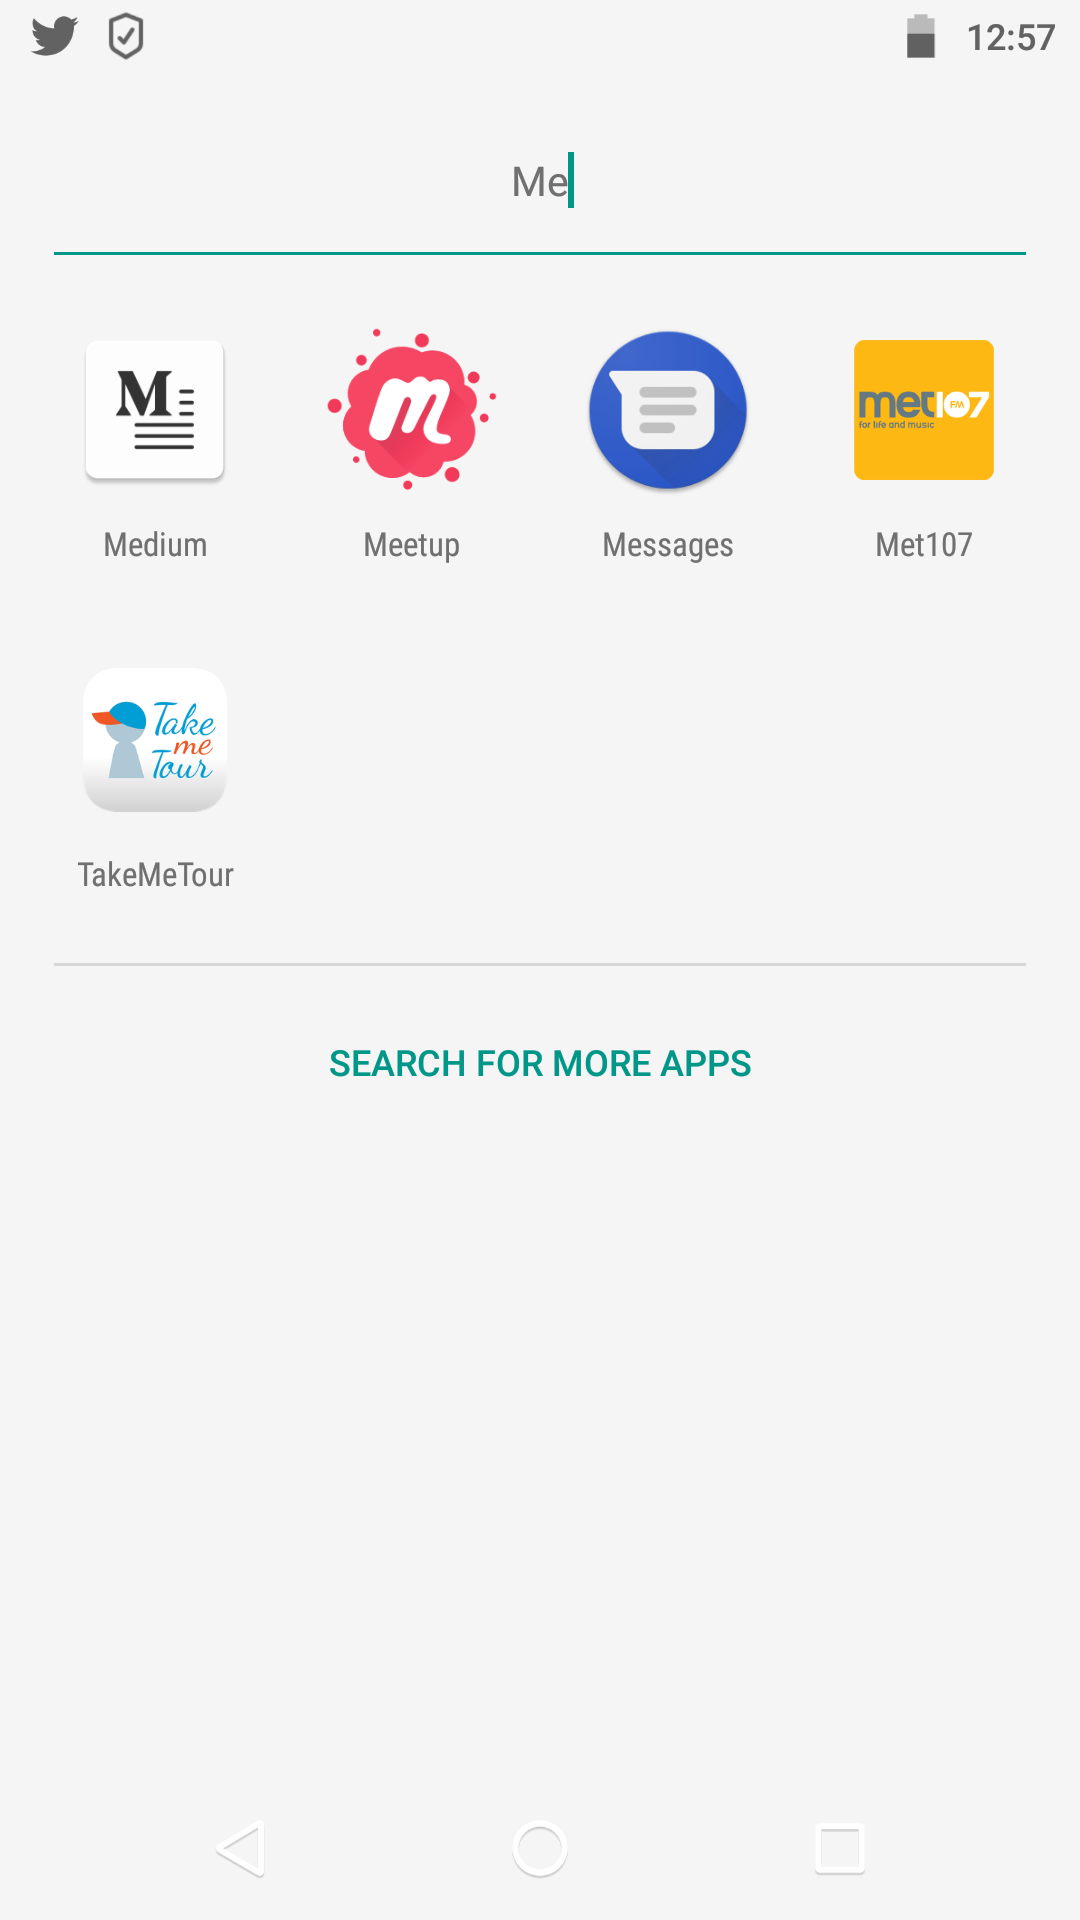 12:57
Me
M
m
met107
FM
for life and music
Medium
Meetup
Messages
Met107
Take
me
Tour
TakeMeTour
SEARCH FOR MORE APPS